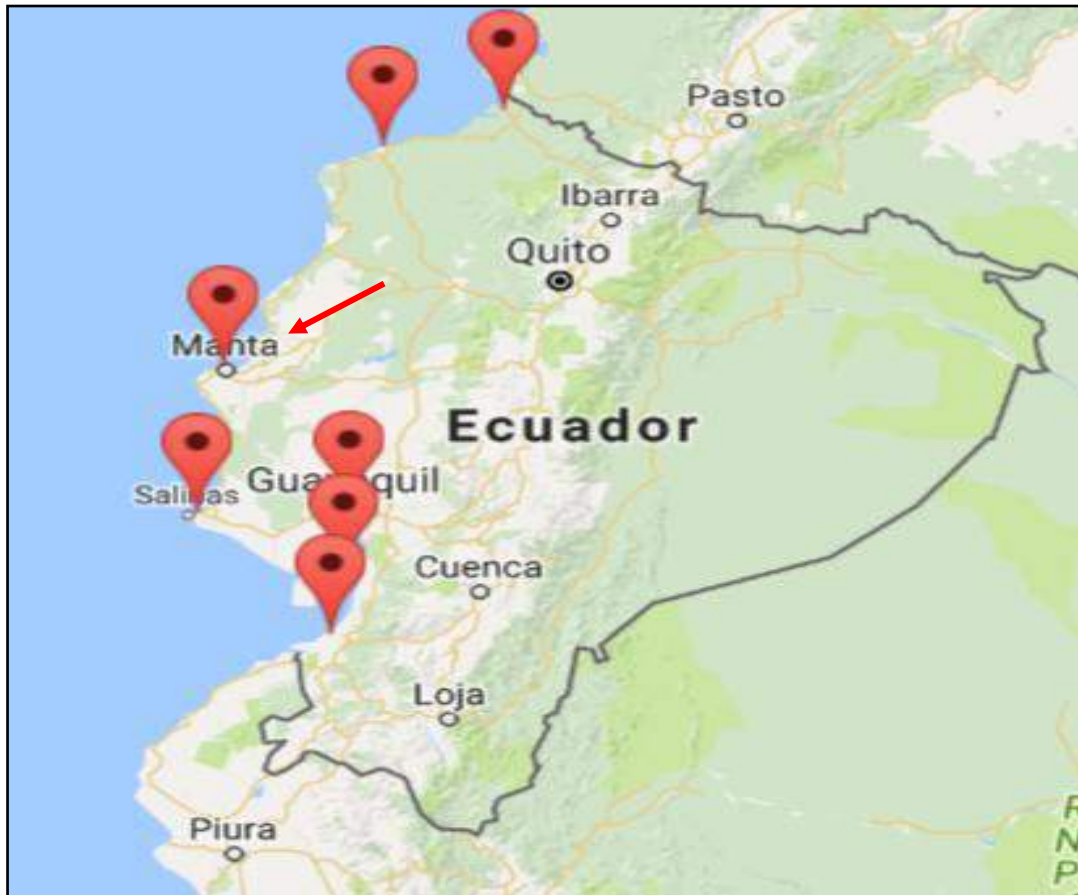 Pasto
Ibarra
Quito
Manta
Ecuador
Salinas
Guayaquil
Cuenca
Loja
Piura
R
N
P